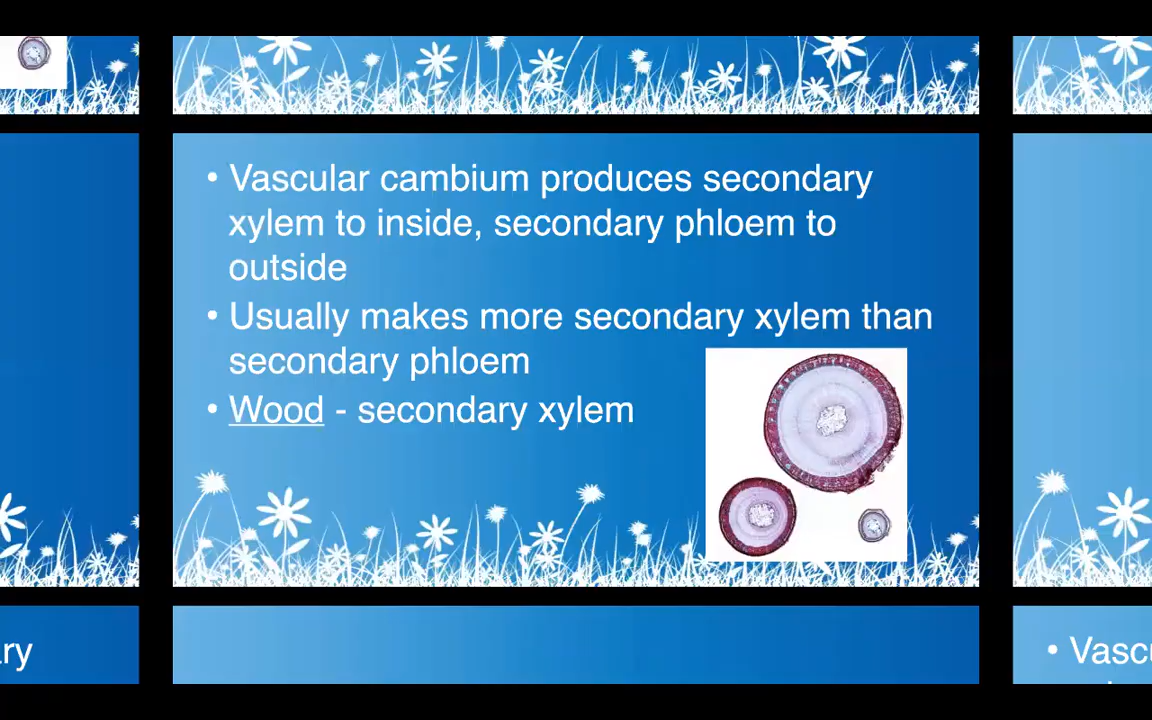 • Vascular cambium produces secondary
xylem to inside, secondary phloem to
outside
• Usually makes more secondary xylem than
secondary phloem
• Wood - secondary xylem
ary
• Vasc